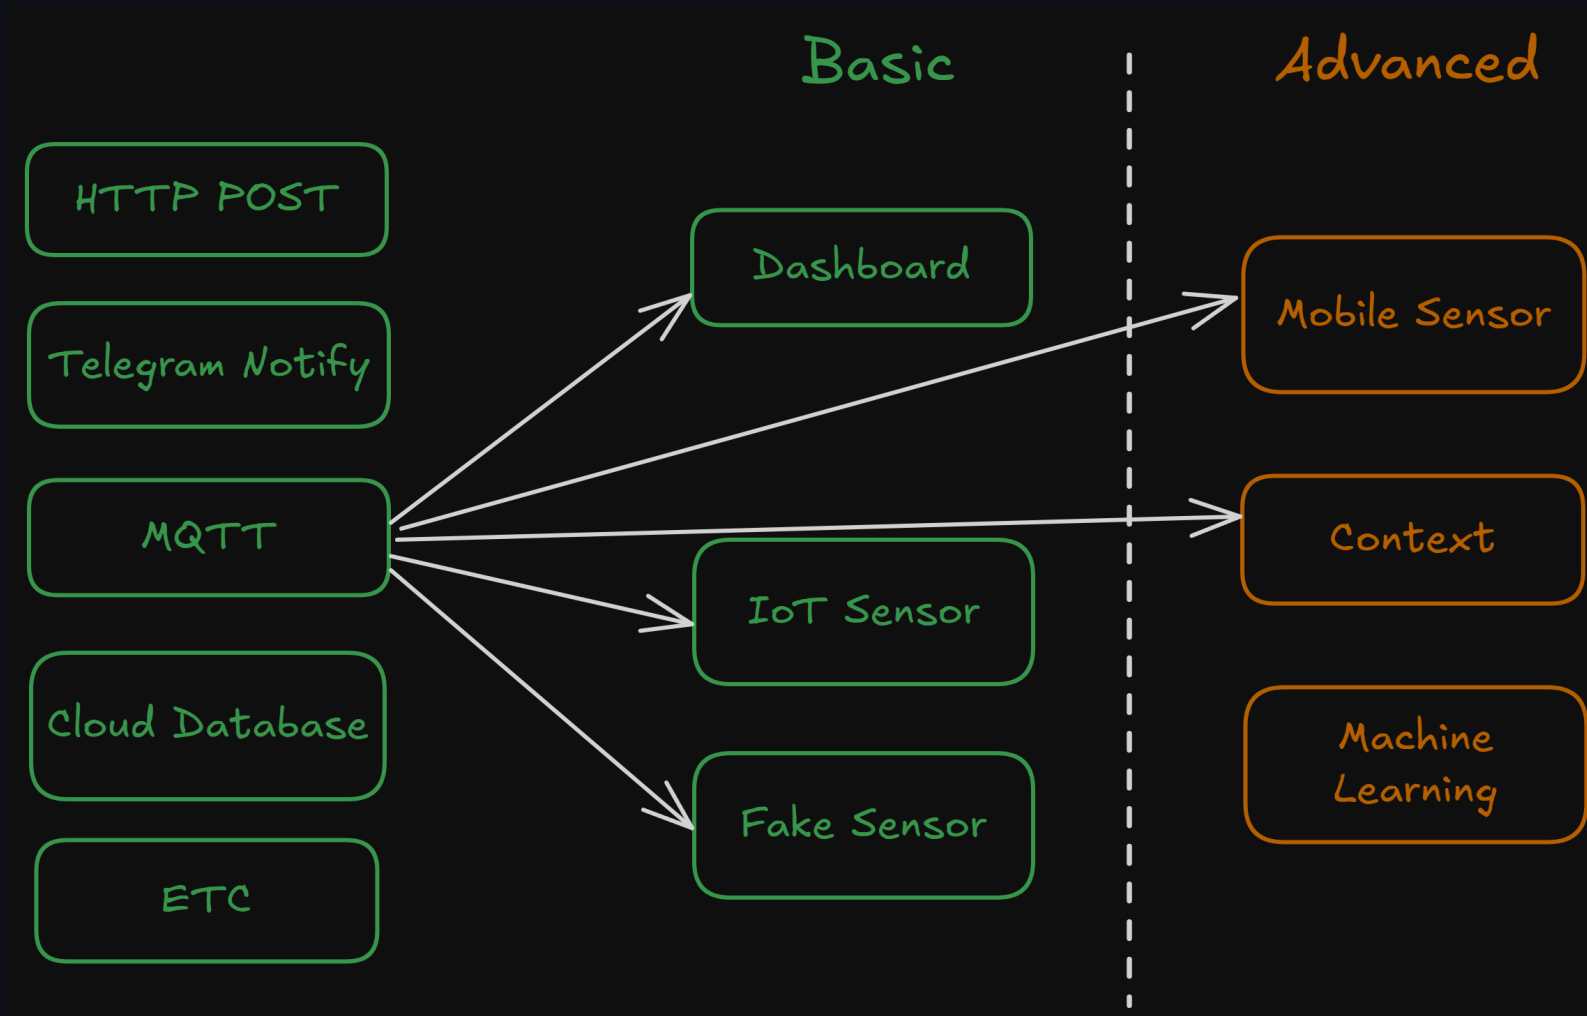 Basic
Advanced
HTTP POST
Telegram Notify
MQTT
Cloud Database
ETC
Dashboard
IoT Sensor
Fake Sensor
Mobile Sensor
Context
Machine
Learning